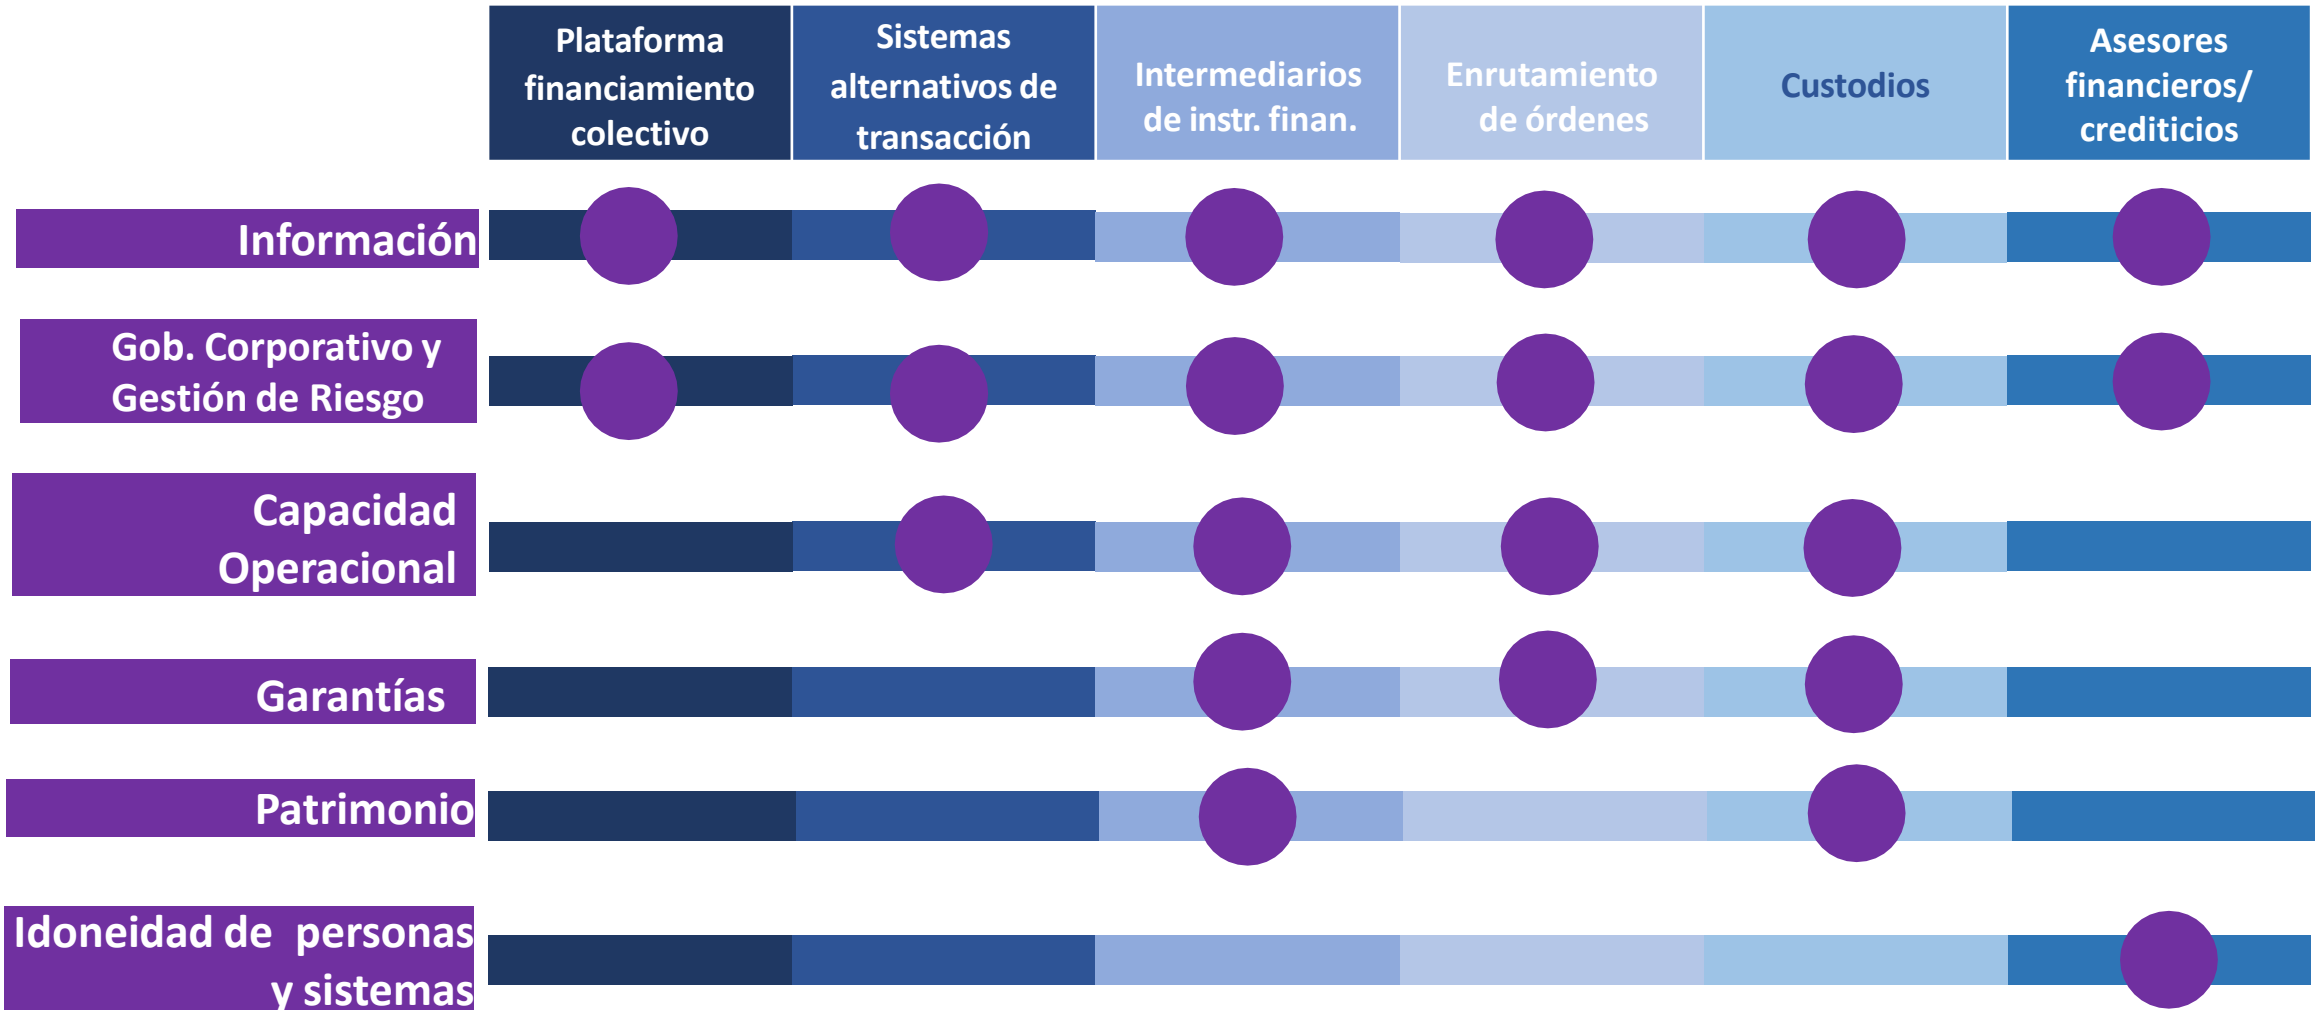 Plataforma
financiamiento
colectivo
Sistemas
alternativos de
transacción
Intermediarios
de instr. finan.
Enrutamiento
de órdenes
Custodios
Asesores
financieros/
crediticios
Información
Gob. Corporativo y
Gestión de Riesgo
Capacidad
Operacional
Garantías
Patrimonio
Idoneidad de personas
y sistemas